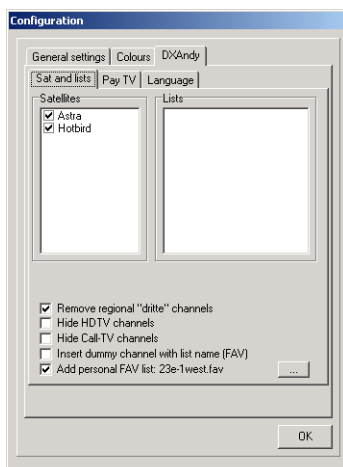 Configuration
General settings Colours DXAndy
Sat and lists Pay TV Language
Satellites Lists
Astra
Hotbird
Remove regional "dritte" channels
Hide HDTV channels
Hide Call-TV channels
Insert dummy channel with list name (FAV)
Add personal FAV list: 23e-1west.fav ...
OK